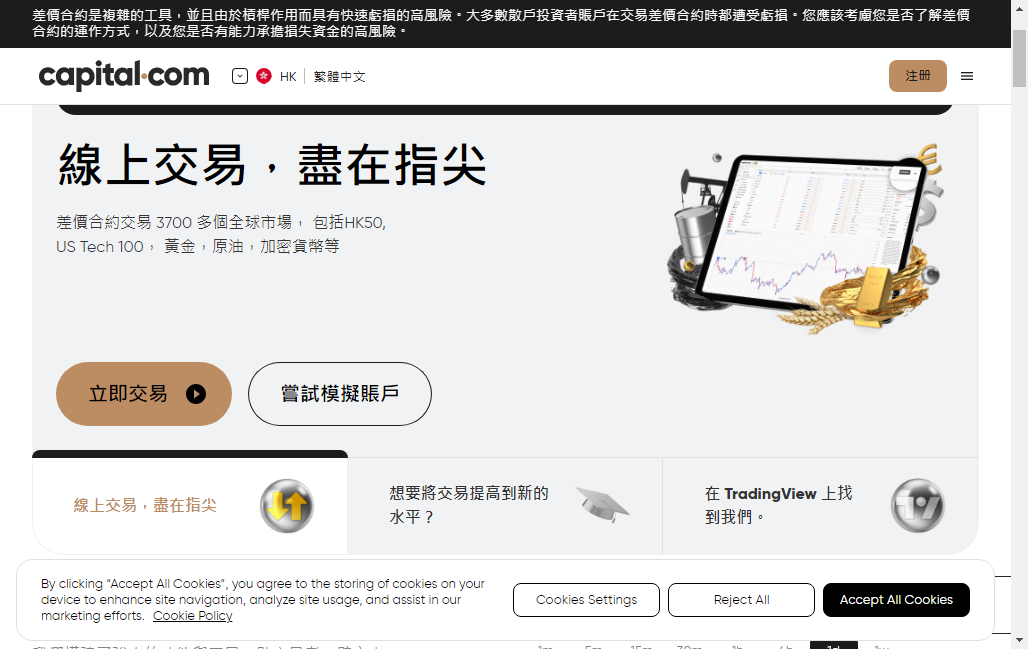 差價合約是複雜的工具，並且由於槓桿作用而具有快速虧損的高風險。大多數散戶投資者賬戶在交易差價合約時都遭受虧損。您應該考慮您是否了解差價
合約的運作方式，以及您是否有能力承擔損失資金的高風險。
capital.com
HK 繁體中文
注册
線上交易，盡在指尖
差價合約交易 3700 多個全球市場， 包括HK50,
US Tech 100， 黃金，原油，加密貨幣等
立即交易
嘗試模擬賬戶
線上交易，盡在指尖
想要將交易提高到新的
水平？
在 TradingView 上找
到我們。
By clicking “Accept All Cookies”, you agree to the storing of cookies on your
device to enhance site navigation, analyze site usage, and assist in our
marketing efforts. Cookie Policy
Cookies Settings
Reject All
Accept All Cookies